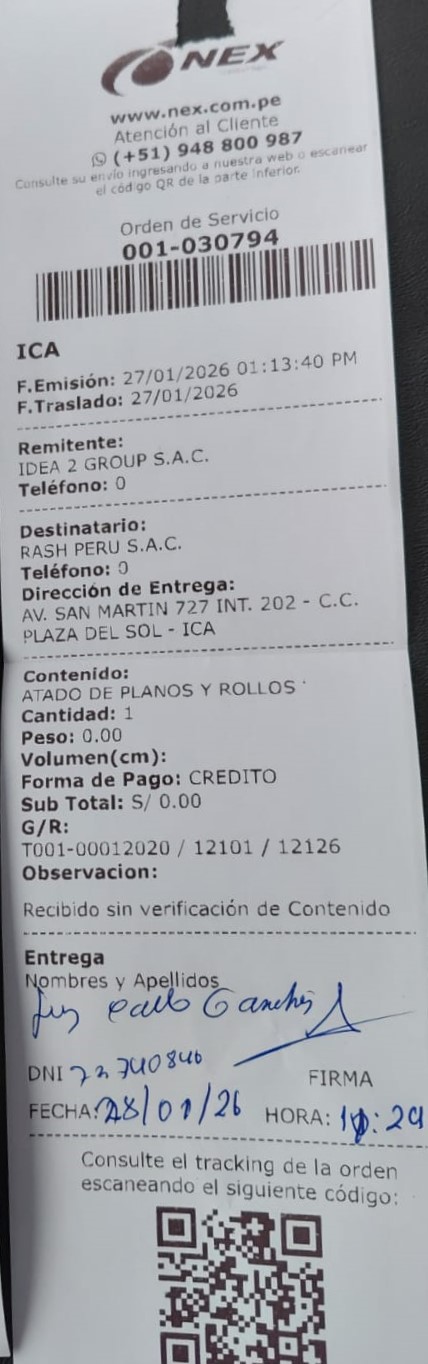 NEX
www.nex.com.pe
Atención al Cliente
(+51) 948 800 987
Consulte su envío ingresando a nuestra web o escanear
el código QR de la parte inferior.
Orden de Servicio
001-030794
ICA
F.Emisión: 27/01/2026 01:13:40 PM
F.Traslado: 27/01/2026
Remitente:
IDEA 2 GROUP S.A.C.
Teléfono: 0
Destinatario:
RASH PERU S.A.C.
Teléfono: 0
Dirección de Entrega:
AV. SAN MARTIN 727 INT. 202 - C.C.
PLAZA DEL SOL - ICA
Contenido:
ATADO DE PLANOS Y ROLLOS
Cantidad: 1
Peso: 0.00
Volumen(cm):
Forma de Pago: CREDITO
Sub Total: S/ 0.00
G/R:
T001-00012020 / 12101 / 12126
Observacion:
Recibido sin verificación de Contenido
Entrega
Nombres y Apellidos
DNI 72740846
FIRMA
FECHA: 28/01/26 HORA:
Consulte el tracking de la orden
escaneando el siguiente código: